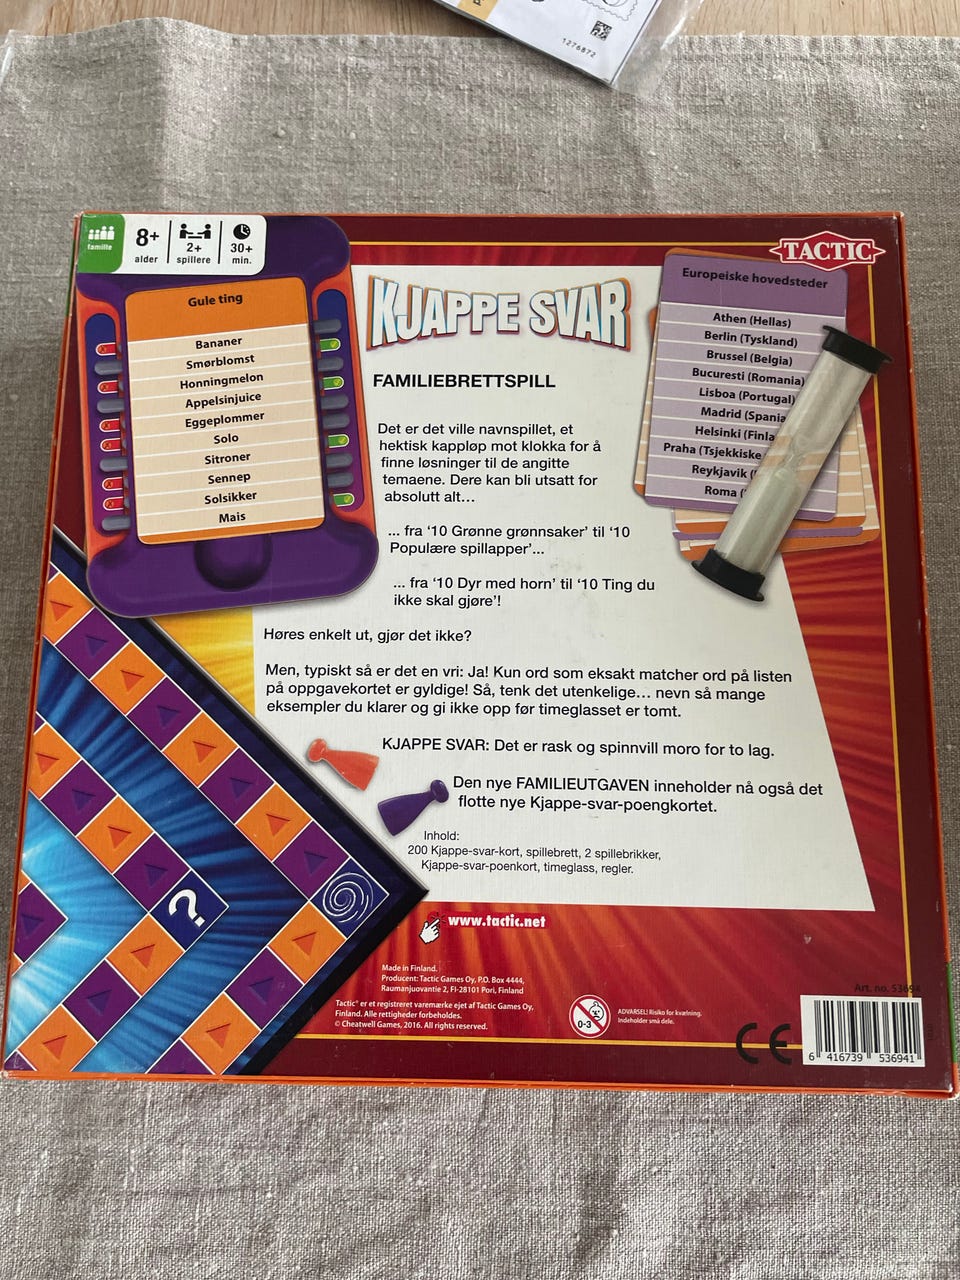 1276872
familie
8+
alder
2+
spillere
30+
min.
TACTIC
Gule ting
Bananer
Smørblomst
Honningmelon
Appelsinjuice
Eggeplommer
Solo
Sitroner
Sennep
Solsikker
Mais
KJAPPE SVAR
Europeiske hovedsteder
Athen (Hellas)
Berlin (Tyskland)
Brussel (Belgia)
Bucuresti (Romania)
Lisboa (Portugal)
Madrid (Spania
Helsinki (Finla
Praha (Tsjekkiske
Reykjavik (
Roma (
FAMILIEBRETTSPILL
Det er det ville navnspillet, et
hektisk kappløp mot klokka for å
finne løsninger til de angitte
temaene. Dere kan bli utsatt for
absolutt alt...
... fra ‘10 Grønne grønnsaker’ til ‘10
Populære spillapper’...
... fra ‘10 Dyr med horn’ til ‘10 Ting du
ikke skal gjøre’!
Høres enkelt ut, gjør det ikke?
Men, typiskt så er det en vri: Ja! Kun ord som eksakt matcher ord på listen
på oppgavekortet er gyldige! Så, tenk det utenkelige... nevn så mange
eksempler du klarer og gi ikke opp før timeglasset er tomt.
KJAPPE SVAR: Det er rask og spinnvill moro for to lag.
Den nye FAMILIEUTGAVEN inneholder nå også det
flotte nye Kjappe-svar-poengkortet.
Inhold:
200 Kjappe-svar-kort, spillebrett, 2 spillebrikker,
Kjappe-svar-poenkort, timeglass, regler.
?
www.tactic.net
Made in Finland.
Producent: Tactic Games Oy, P.O. Box 4444,
Raumanjuovantie 2, FI-28101 Pori, Finland
Tactic® er et registreret varemærke ejet af Tactic Games Oy,
Finland. Alle rettigheder forbeholdes.
© Cheatwell Games, 2016. All rights reserved.
0-3
ADVARSEL! Risiko for kvælning.
Indeholder små dele.
CE
Art. no. 53694
6 416739 536941